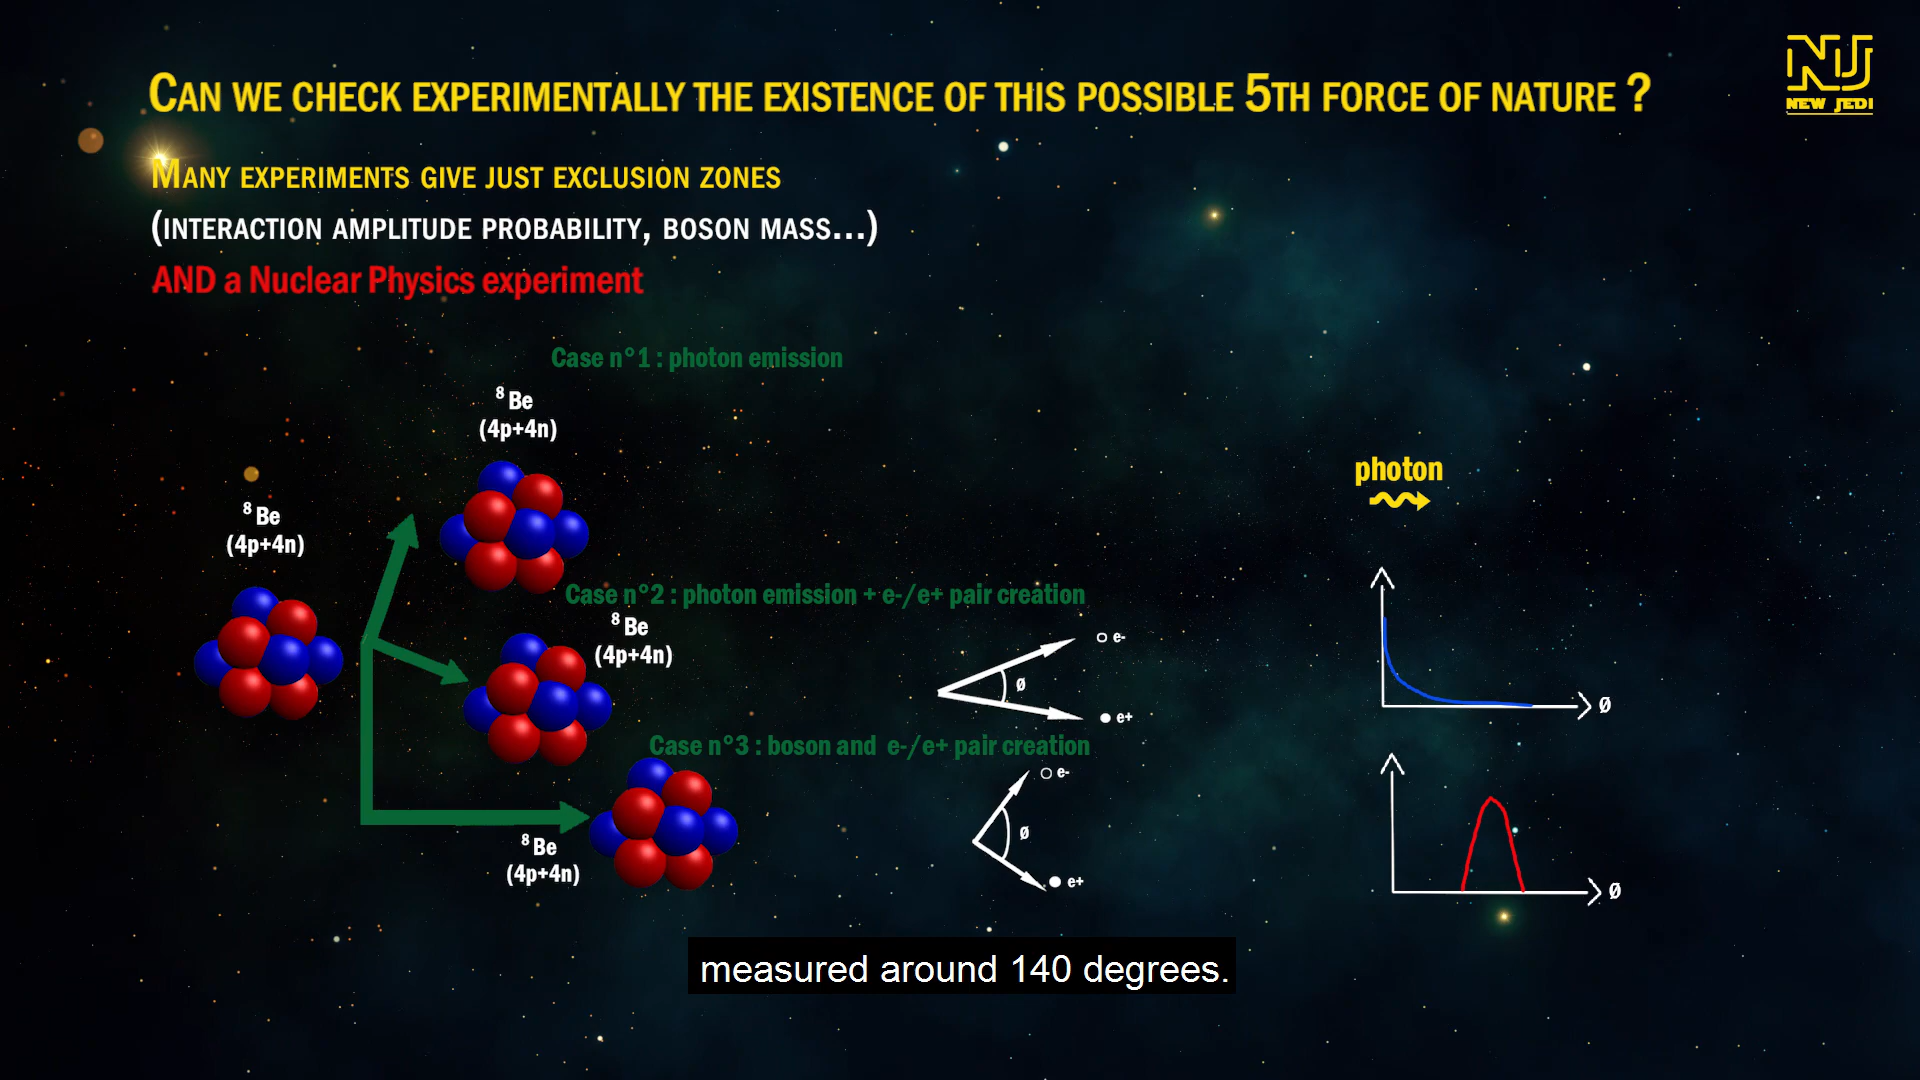 CAN WE CHECK EXPERIMENTALLY THE EXISTENCE OF THIS POSSIBLE 5TH FORCE OF NATURE ?
NJ
NEW JEDI
MANY EXPERIMENTS GIVE JUST EXCLUSION ZONES
(INTERACTION AMPLITUDE PROBABILITY, BOSON MASS...)
AND a Nuclear Physics experiment
Case n°1 : photon emission
8 Be
(4p+4n)
photon
8 Be
(4p+4n)
Case n°2 : photon emission + e-/e+ pair creation
8 Be
(4p+4n)
e-
ø
e+
ø
Case n°3 : boson and e-/e+ pair creation
e-
ø
e+
ø
8 Be
(4p+4n)
measured around 140 degrees.